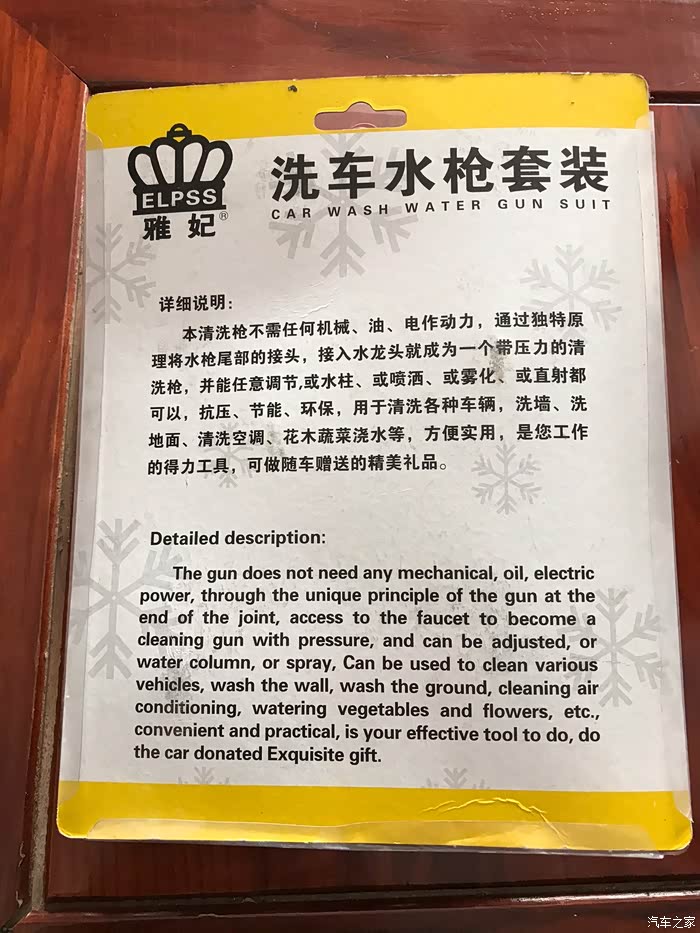 ELPSS
雅妃®
洗车水枪套装
CAR WASH WATER GUN SUIT
详细说明:
本清洗枪不需任何机械、油、电作动力，通过独特原
理将水枪尾部的接头，接入水龙头就成为一个带压力的清
洗枪，并能任意调节,或水柱、或喷洒、或雾化、或直射都
可以，抗压、节能、环保，用于清洗各种车辆，洗墙、洗
地面、清洗空调、花木蔬菜浇水等，方便实用，是您工作
的得力工具，可做随车赠送的精美礼品。
Detailed description:
The gun does not need any mechanical, oil, electric
power, through the unique principle of the gun at the
end of the joint, access to the faucet to become a
cleaning gun with pressure, and can be adjusted, or
water column, or spray, Can be used to clean various
vehicles, wash the wall, wash the ground, cleaning air
conditioning, watering vegetables and flowers, etc.,
convenient and practical, is your effective tool to do, do
the car donated Exquisite gift.
汽车之家